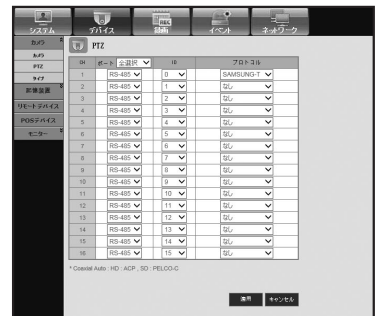 システム デバイス 録画 イベント ネットワーク
REC
カメラ
カメラ
PTZ
ライブ
記録装置
リモートデバイス
POSデバイス
モニター
PTZ
CH ポート 全選択 ID プロトコル
1 RS-485 0 SAMSUNG-T
2 RS-485 1 なし
3 RS-485 2 なし
4 RS-485 3 なし
5 RS-485 4 なし
6 RS-485 5 なし
7 RS-485 6 なし
8 RS-485 7 なし
9 RS-485 8 なし
10 RS-485 9 なし
11 RS-485 10 なし
12 RS-485 11 なし
13 RS-485 12 なし
14 RS-485 13 なし
15 RS-485 14 なし
16 RS-485 15 なし
* Coaxial Auto : HD : ACP , SD : PELCO-C
適用 キャンセル